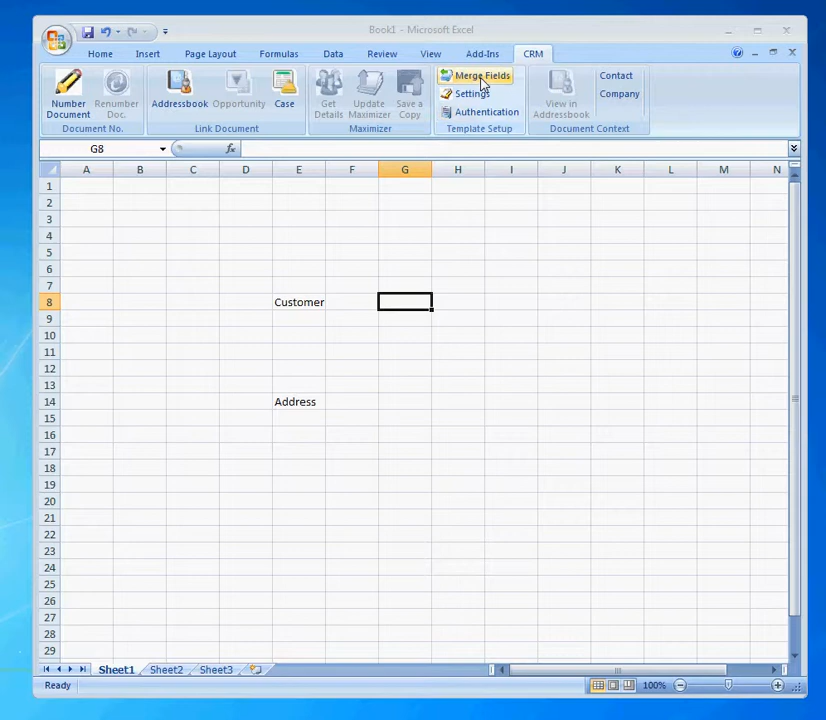 Book1 - Microsoft Excel
Home Insert Page Layout Formulas Data Review View Add-Ins CRM
Number Document
Renumber Doc.
Document No.
Addressbook Opportunity Case
Link Document
Get Details
Update Maximizer
Save a Copy
Maximizer
Merge Fields
Settings
Authentication
Template Setup
View in Addressbook
Contact
Company
Document Context
G8 fx
A B C D E F G H I J K L M N
1
2
3
4
5
6
7
8 Customer
9
10
11
12
13
14 Address
15
16
17
18
19
20
21
22
23
24
25
26
27
28
29
Sheet1 Sheet2 Sheet3
Ready 100%